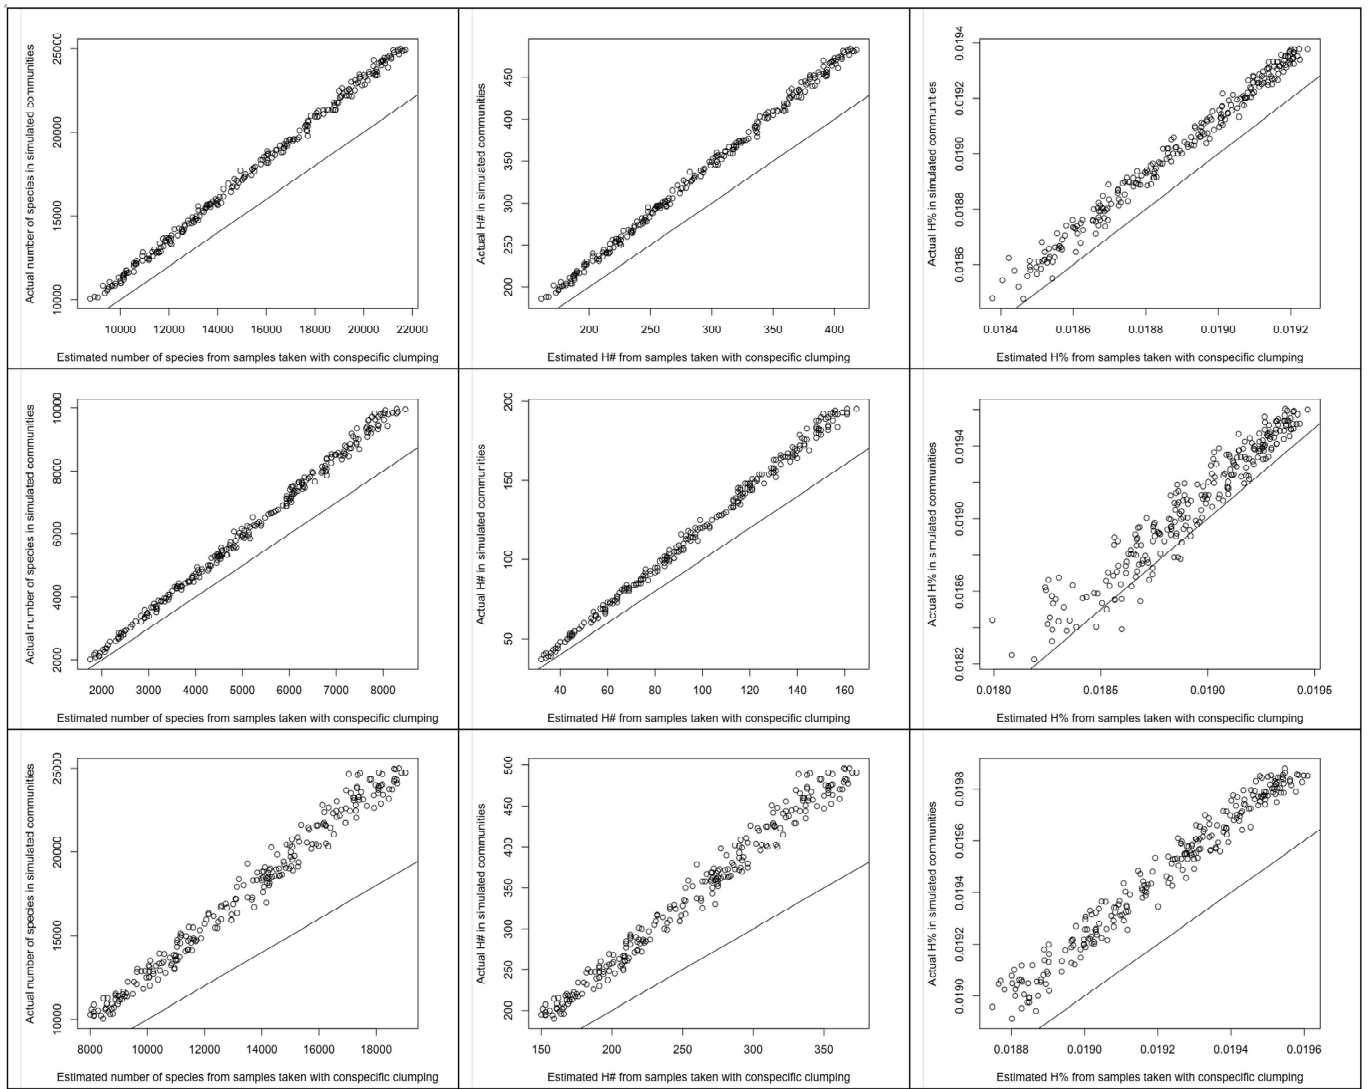 Actual number of species in simulated communities
10000 15000 20000 25000
10000 12000 14000 16000 18000 20000 22000
Estimated number of species from samples taken with conspecific clumping
Actual H# in simulated communities
200 250 300 350 400 450
200 250 300 350 400
Estimated H# from samples taken with conspecific clumping
Actual H% in simulated communities
0.0186 0.0188 0.0190 0.0192 0.0194
0.0184 0.0186 0.0188 0.0190 0.0192
Estimated H% from samples taken with conspecific clumping
Actual number of species in simulated communities
2000 4000 6000 8000 10000
2000 3000 4000 5000 6000 7000 8000
Estimated number of species from samples taken with conspecific clumping
Actual H# in simulated communities
50 100 150 200
40 60 80 100 120 140 160
Estimated H# from samples taken with conspecific clumping
Actual H% in simulated communities
0.0182 0.0186 0.0190 0.0194
0.0180 0.0185 0.0190 0.0195
Estimated H% from samples taken with conspecific clumping
Actual number of species in simulated communities
10000 15000 20000 25000
8000 10000 12000 14000 16000 18000
Estimated number of species from samples taken with conspecific clumping
Actual H# in simulated communities
200 250 300 350 400 450 500
150 200 250 300 350
Estimated H# from samples taken with conspecific clumping
Actual H% in simulated communities
0.0190 0.0192 0.0194 0.0196 0.0198
0.0188 0.0190 0.0192 0.0194 0.0196
Estimated H% from samples taken with conspecific clumping